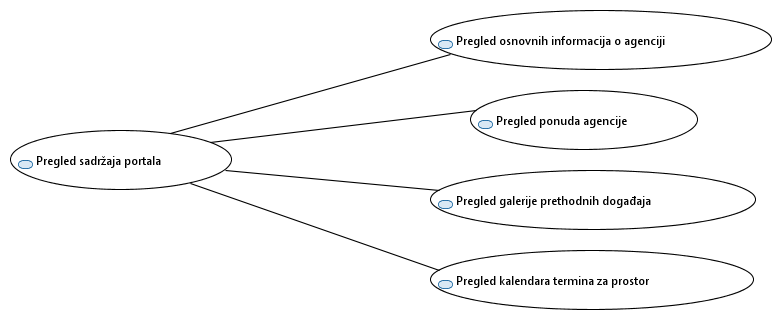 Pregled osnovnih informacija o agenciji
Pregled ponuda agencije
Pregled sadržaja portala
Pregled galerije prethodnih događaja
Pregled kalendara termina za prostor